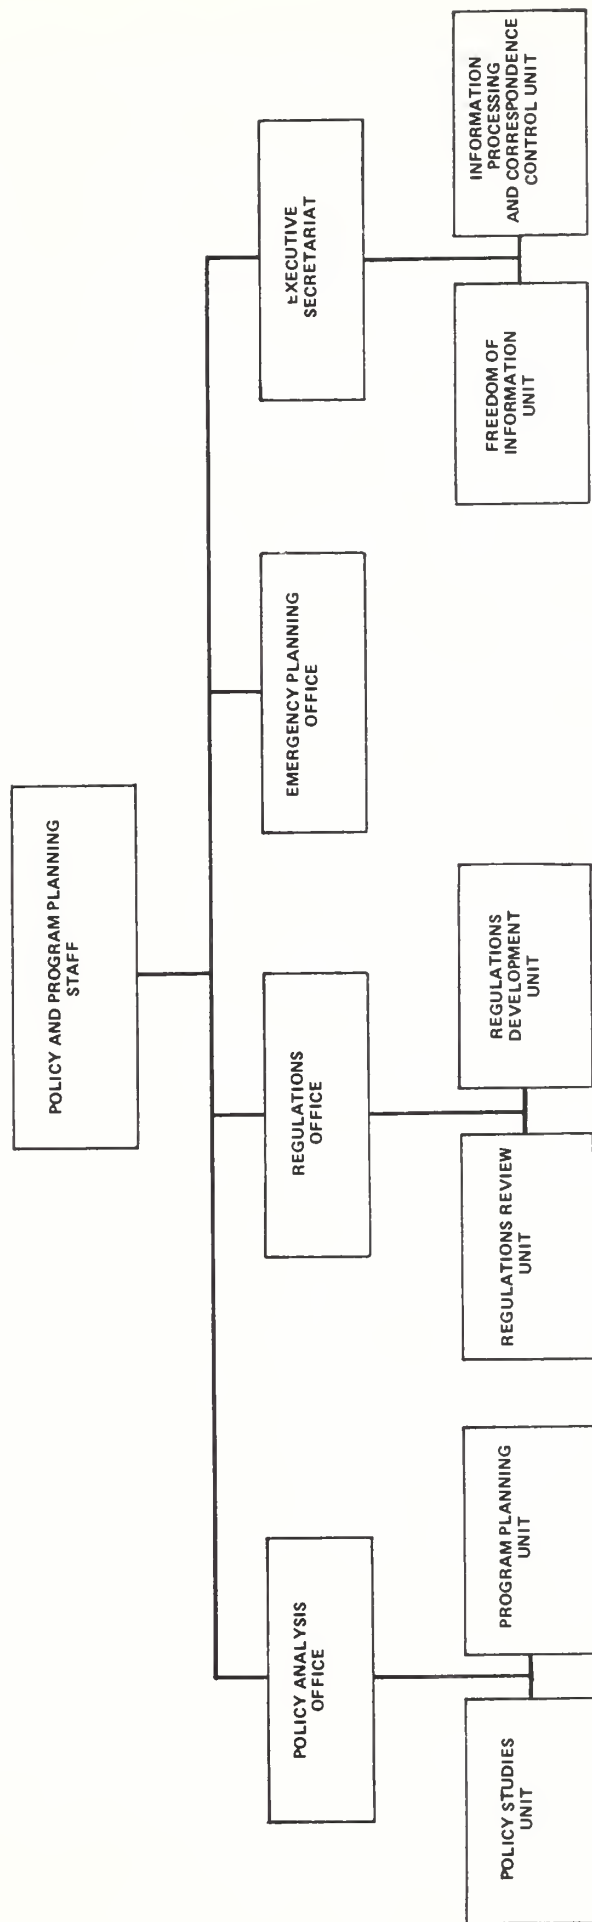 POLICY AND PROGRAM PLANNING
STAFF
POLICY ANALYSIS
OFFICE
REGULATIONS
OFFICE
EMERGENCY PLANNING
OFFICE
EXECUTIVE
SECRETARIAT
POLICY STUDIES
UNIT
PROGRAM PLANNING
UNIT
REGULATIONS REVIEW
UNIT
REGULATIONS
DEVELOPMENT
UNIT
FREEDOM OF
INFORMATION
UNIT
INFORMATION
PROCESSING
AND CORRESPONDENCE
CONTROL UNIT